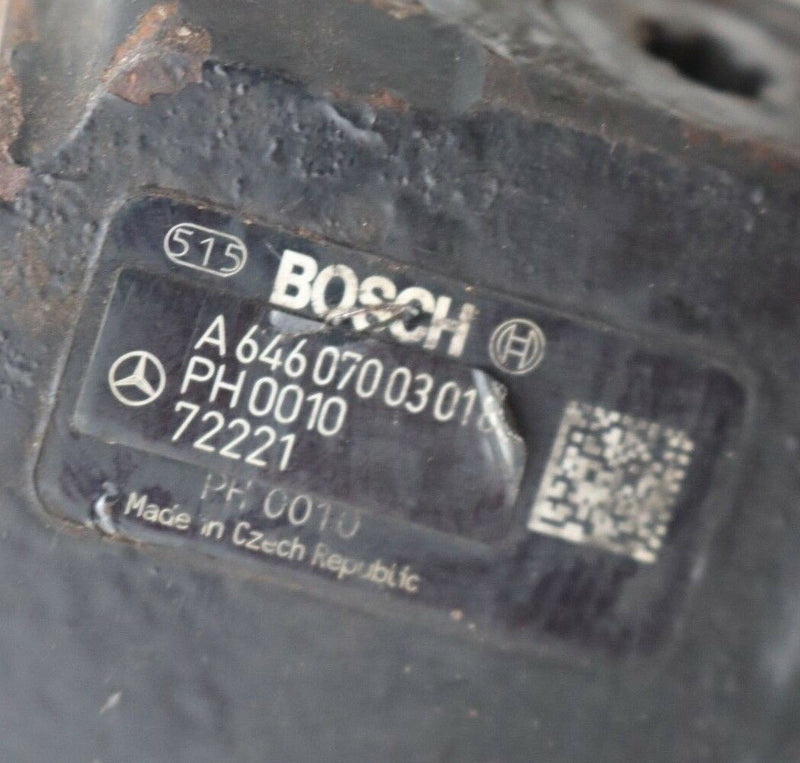 515
BOSCH
A 646 070 03 01
PH 0010
72221
PH 0010
Made in Czech Republic